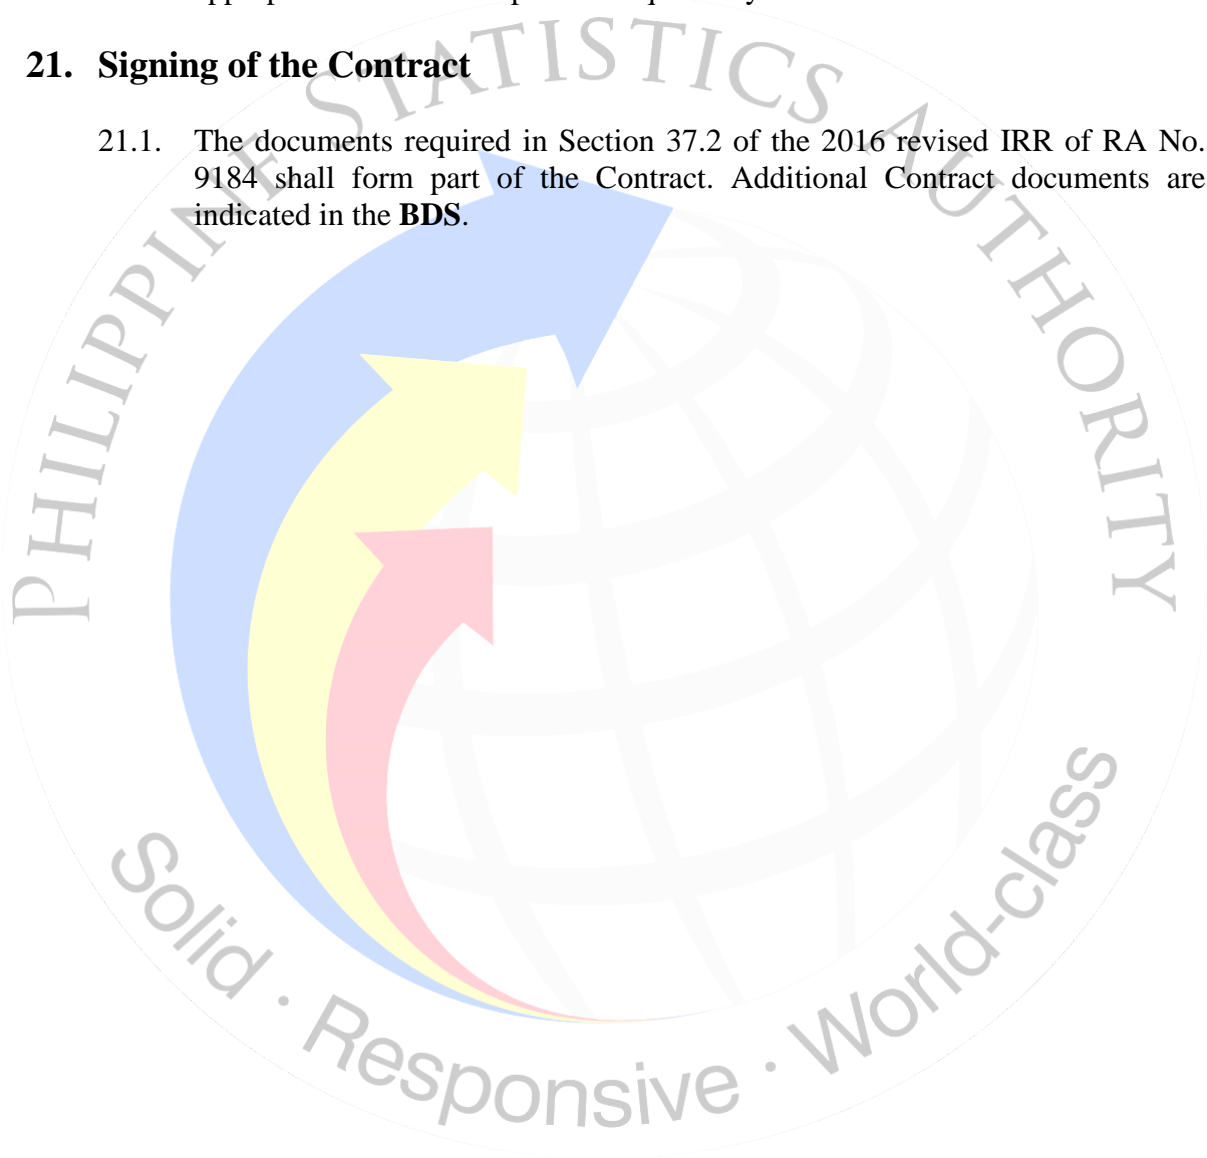 21. Signing of the Contract
21.1. The documents required in Section 37.2 of the 2016 revised IRR of RA No.
9184 shall form part of the Contract. Additional Contract documents are
indicated in the BDS.
PHILIPPINE STATISTICS AUTHORITY
Solid · Responsive · World-class